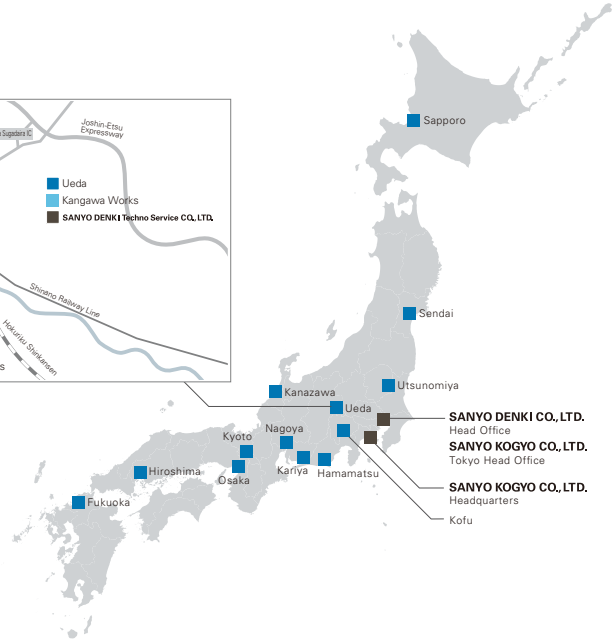 Sapporo
Joshin-Etsu
Expressway
Sugadaira IC
Ueda
Kangawa Works
SANYO DENKI Techno Service CO., LTD.
Shinano Railway Line
Hokuriku Shinkansen
Sendai
Utsunomiya
Kanazawa
Ueda
SANYO DENKI CO., LTD.
Head Office
SANYO KOGYO CO., LTD.
Tokyo Head Office
SANYO KOGYO CO., LTD.
Headquarters
Kofu
Nagoya
Kyoto
Hiroshima
Osaka
Kariya
Hamamatsu
Fukuoka